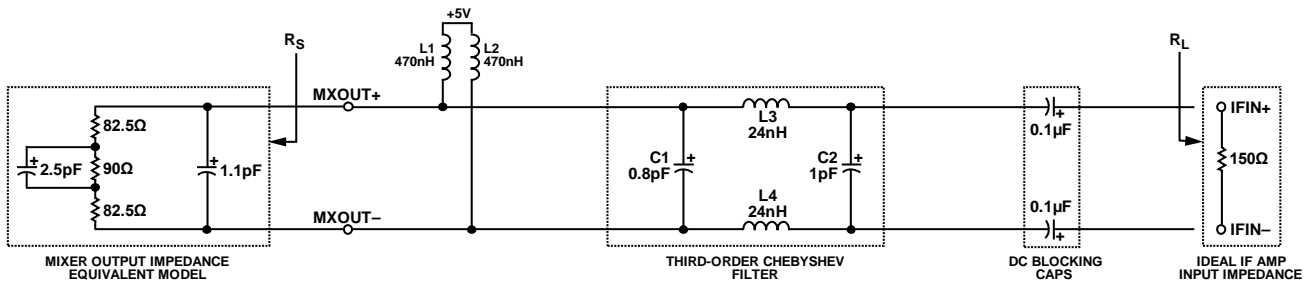 +5V
RS
L1
470nH
L2
470nH
RL
MXOUT+
82.5Ω
2.5pF
+
90Ω
+
1.1pF
82.5Ω
MXOUT–
L3
24nH
C1
0.8pF
+
C2
1pF
+
L4
24nH
+
0.1µF
0.1µF
+
IFIN+
150Ω
IFIN–
MIXER OUTPUT IMPEDANCE
EQUIVALENT MODEL
THIRD-ORDER CHEBYSHEV
FILTER
DC BLOCKING
CAPS
IDEAL IF AMP
INPUT IMPEDANCE